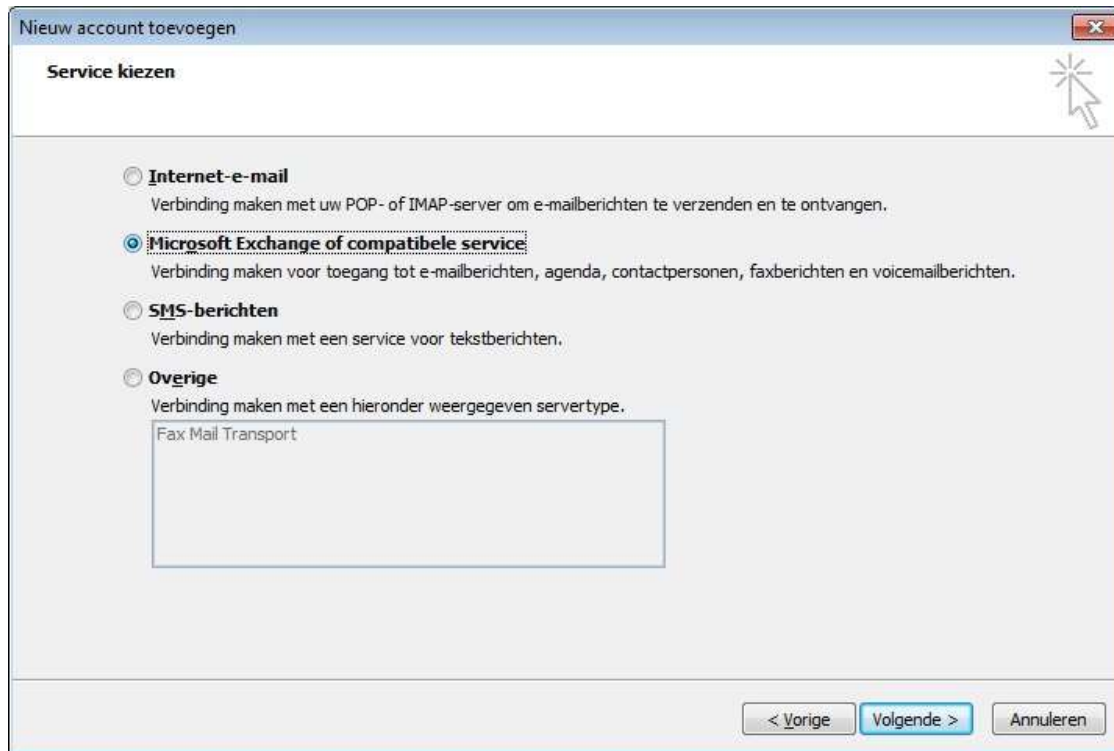 Nieuw account toevoegen
Service kiezen
Internet-e-mail
Verbinding maken met uw POP- of IMAP-server om e-mailberichten te verzenden en te ontvangen.
Microsoft Exchange of compatibele service
Verbinding maken voor toegang tot e-mailberichten, agenda, contactpersonen, faxberichten en voicemailberichten.
SMS-berichten
Verbinding maken met een service voor tekstberichten.
Overige
Verbinding maken met een hieronder weergegeven servertype.
Fax Mail Transport
< Vorige Volgende > Annuleren